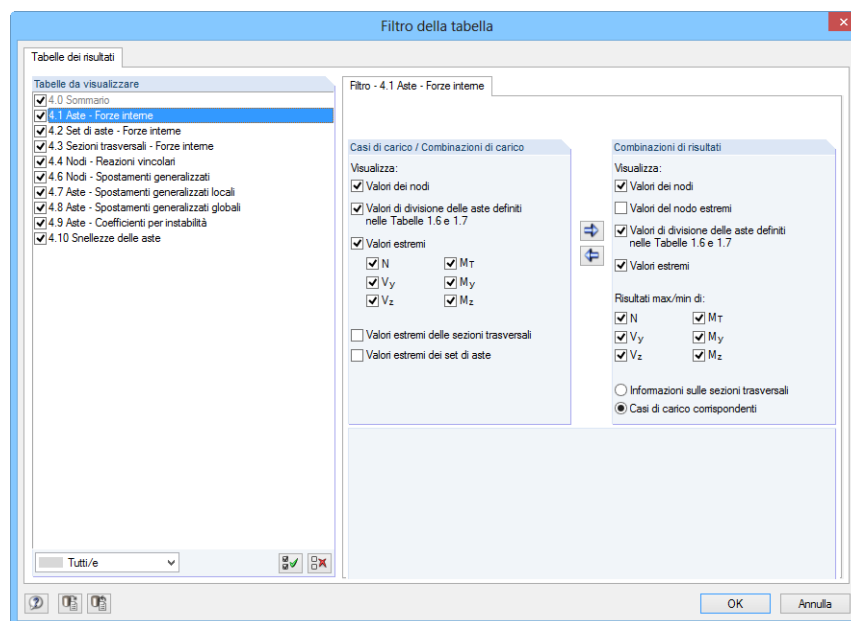 Filtro della tabella
Tabelle dei risultati
Tabelle da visualizzare
4.0 Sommario
4.1 Aste - Forze interne
4.2 Set di aste - Forze interne
4.3 Sezioni trasversali - Forze interne
4.4 Nodi - Reazioni vincolari
4.6 Nodi - Spostamenti generalizzati
4.7 Aste - Spostamenti generalizzati locali
4.8 Aste - Spostamenti generalizzati globali
4.9 Aste - Coefficienti per instabilità
4.10 Snellezze delle aste
Tutti/e
Filtro - 4.1 Aste - Forze interne
Casi di carico / Combinazioni di carico
Visualizza:
Valori dei nodi
Valori di divisione delle aste definiti
nelle Tabelle 1.6 e 1.7
Valori estremi
N MT
Vy My
Vz Mz
Valori estremi delle sezioni trasversali
Valori estremi dei set di aste
Combinazioni di risultati
Visualizza:
Valori dei nodi
Valori del nodo estremi
Valori di divisione delle aste definiti
nelle Tabelle 1.6 e 1.7
Valori estremi
Risultati max/min di:
N MT
Vy My
Vz Mz
Informazioni sulle sezioni trasversali
Casi di carico corrispondenti
OK Annulla